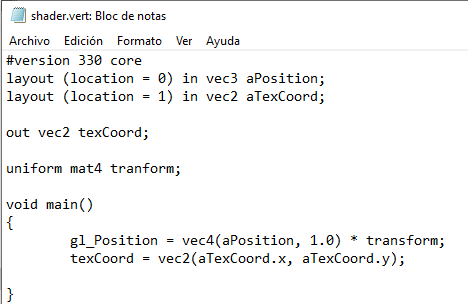 shader.vert: Bloc de notas
Archivo Edición Formato Ver Ayuda
#version 330 core
layout (location = 0) in vec3 aPosition;
layout (location = 1) in vec2 aTexCoord;
out vec2 texCoord;
uniform mat4 tranform;
void main()
{
gl_Position = vec4(aPosition, 1.0) * transform;
texCoord = vec2(aTexCoord.x, aTexCoord.y);
}